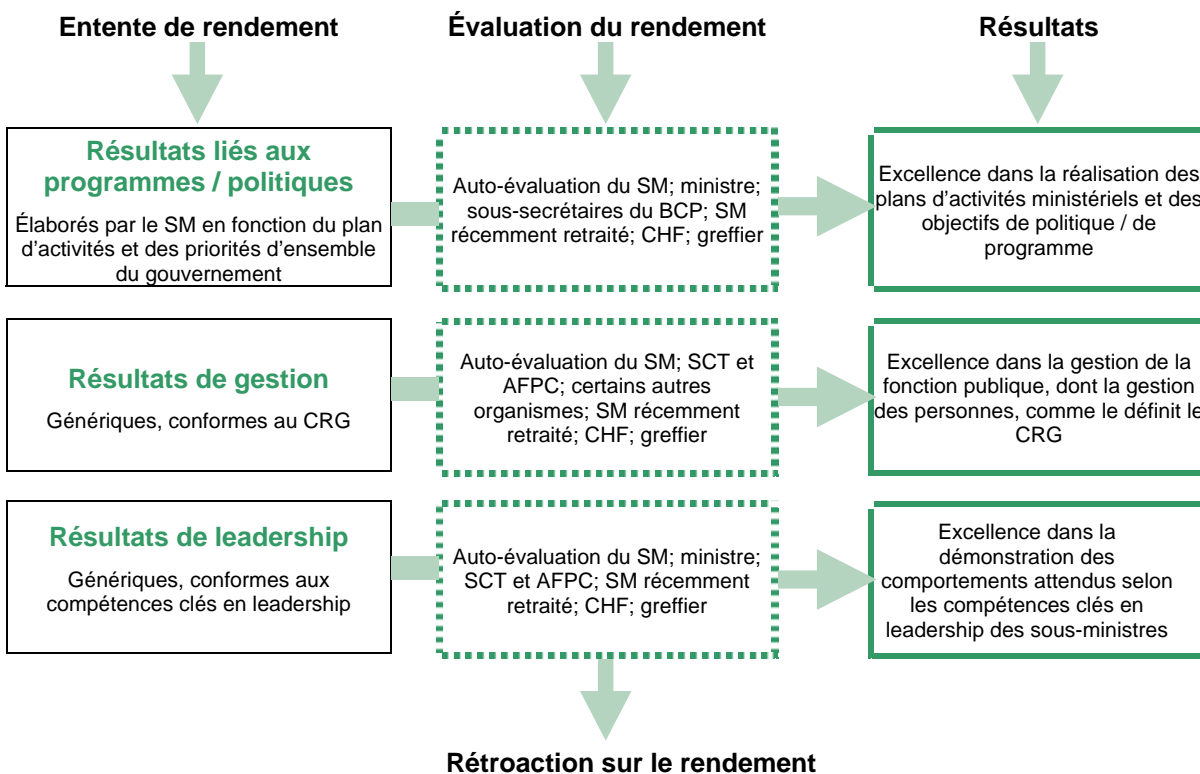 Entente de rendement
Évaluation du rendement
Résultats
Résultats liés aux
programmes / politiques
Élaborés par le SM en fonction du plan
d’activités et des priorités d’ensemble
du gouvernement
Auto-évaluation du SM; ministre;
sous-secrétaires du BCP; SM
récemment retraité; CHF; greffier
Excellence dans la réalisation des
plans d’activités ministériels et des
objectifs de politique / de
programme
Résultats de gestion
Génériques, conformes au CRG
Auto-évaluation du SM; SCT et
AFPC; certains autres
organismes; SM récemment
retraité; CHF; greffier
Excellence dans la gestion de la
fonction publique, dont la gestion
des personnes, comme le définit le
CRG
Résultats de leadership
Génériques, conformes aux
compétences clés en leadership
Auto-évaluation du SM; ministre;
SCT et AFPC; SM récemment
retraité; CHF; greffier
Excellence dans la
démonstration des
comportements attendus selon
les compétences clés en
leadership des sous-ministres
Rétroaction sur le rendement